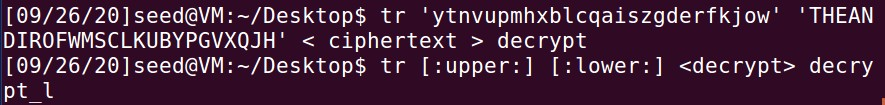 [09/26/20]seed@VM:~/Desktop$ tr 'ytnvupmhxblcqaiszgderfkjow' 'THEAN
DIROFWMSCLKUBYPGVXQJH' < ciphertext > decrypt
[09/26/20]seed@VM:~/Desktop$ tr [:upper:] [:lower:] <decrypt> decry
pt_l